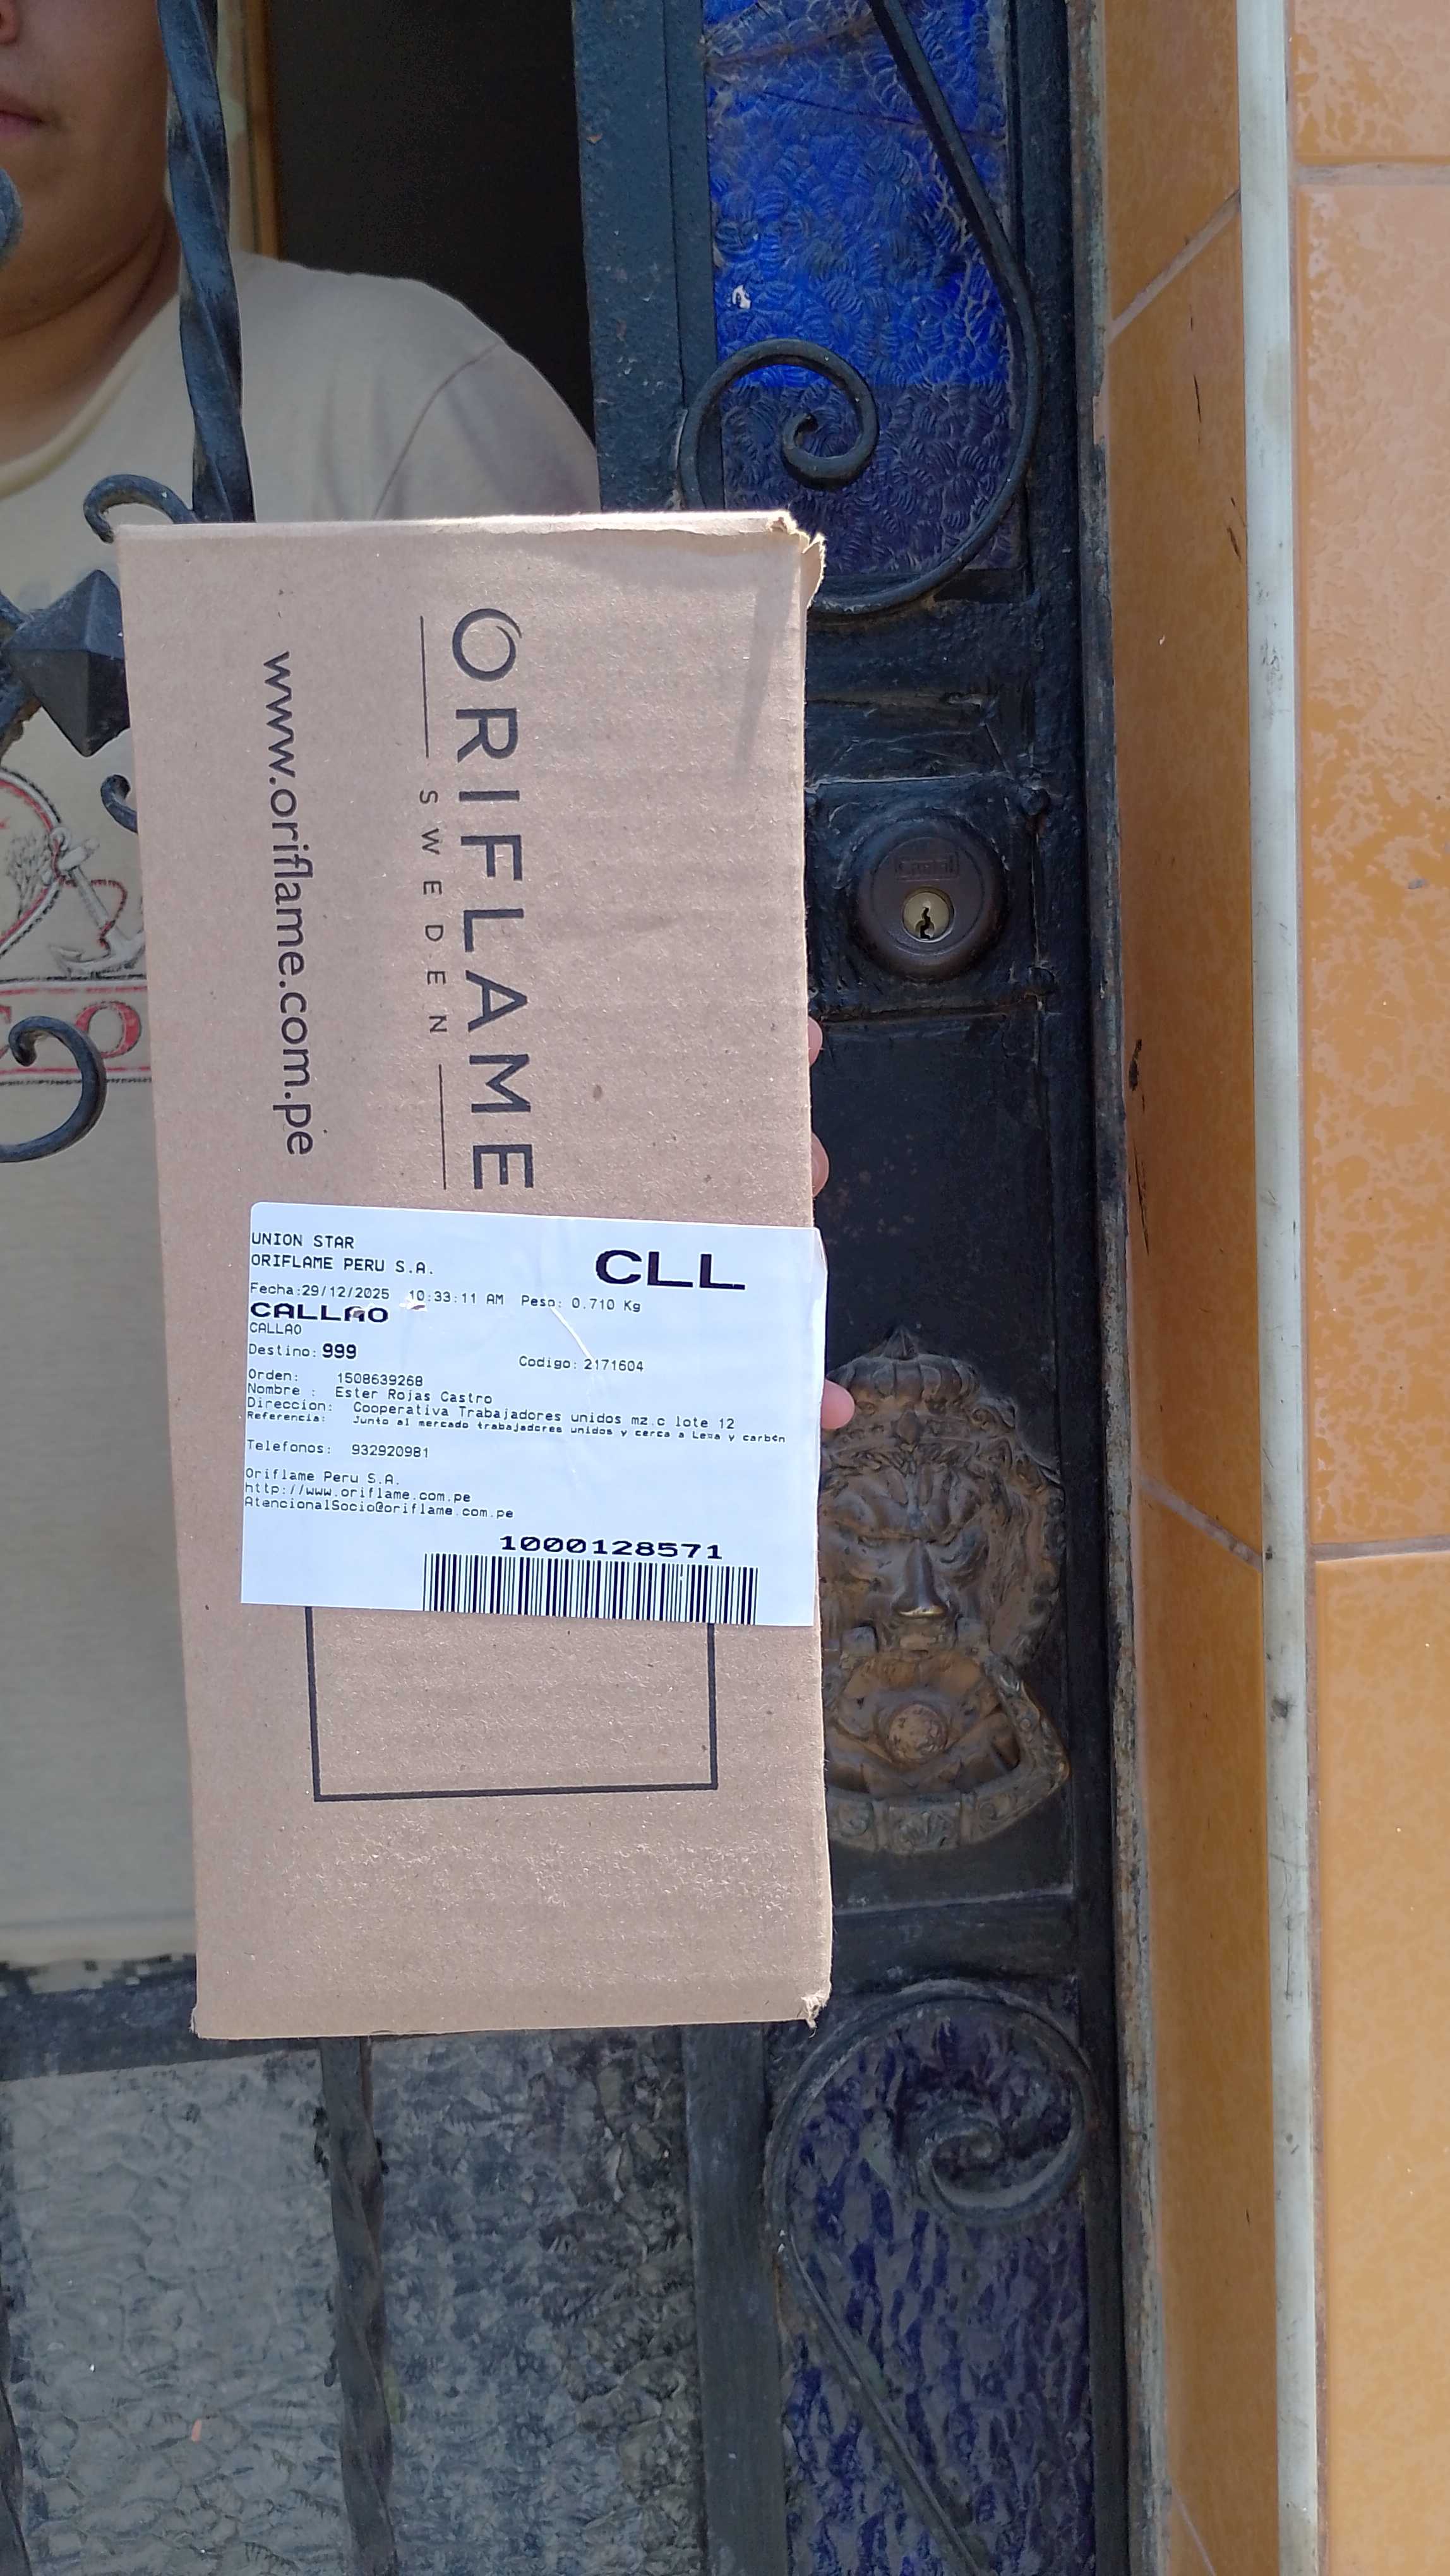 ORIFLAME
SWEDEN
www.oriflame.com.pe
UNION STAR
ORIFLAME PERU S.A.
CLL
Fecha:29/12/2025 10:33:11 AM Peso: 0.710 Kg
CALLAO
CALLAO
Destino: 999
Codigo: 2171604
Orden: 1508639268
Nombre : Ester Rojas Castro
Direccion: Cooperativa Trabajadores unidos mz.c lote 12
Referencia: Junto al mercado trabajadores unidos y cerca a Leña y carbón
Telefonos: 932920981
Oriflame Peru S.A.
http://www.oriflame.com.pe
AtencionalSocio@oriflame.com.pe
1000128571